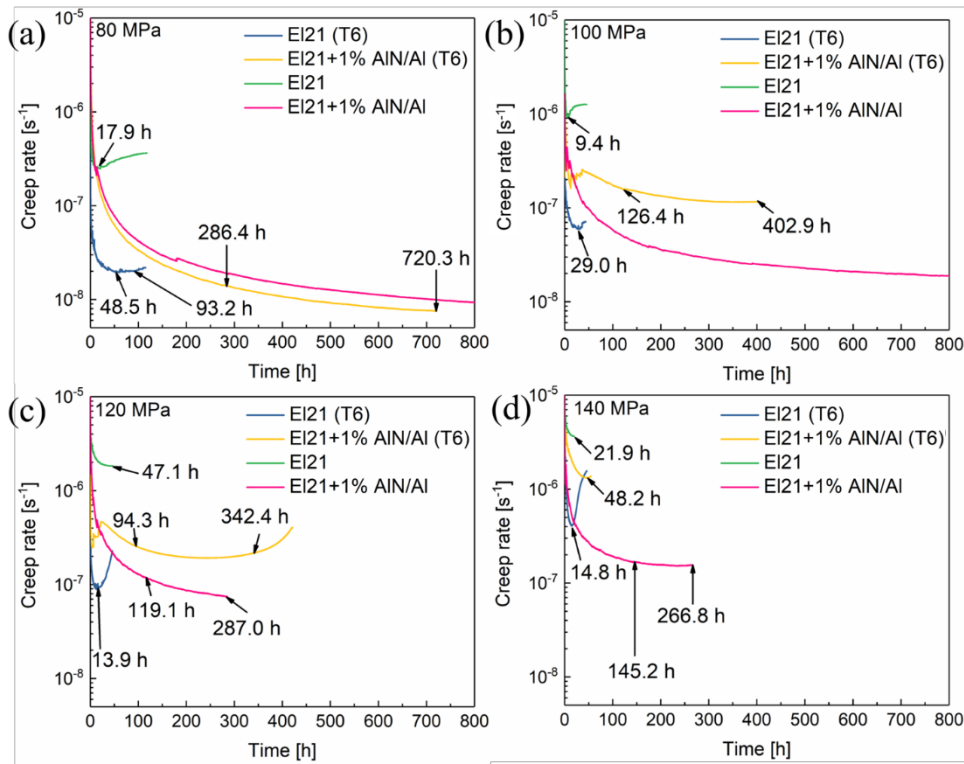 (a)
80 MPa
El21 (T6)
El21+1% AlN/Al (T6)
El21
El21+1% AlN/Al
17.9 h
286.4 h
720.3 h
48.5 h
93.2 h
Creep rate [s⁻¹]
10⁻⁵
10⁻⁶
10⁻⁷
10⁻⁸
0 100 200 300 400 500 600 700 800
Time [h]
(b)
100 MPa
El21 (T6)
El21+1% AlN/Al (T6)
El21
El21+1% AlN/Al
9.4 h
126.4 h
402.9 h
29.0 h
Creep rate [s⁻¹]
10⁻⁵
10⁻⁶
10⁻⁷
10⁻⁸
0 100 200 300 400 500 600 700 800
Time [h]
(c)
120 MPa
El21 (T6)
El21+1% AlN/Al (T6)
El21
El21+1% AlN/Al
47.1 h
94.3 h
342.4 h
119.1 h
287.0 h
13.9 h
Creep rate [s⁻¹]
10⁻⁵
10⁻⁶
10⁻⁷
10⁻⁸
0 100 200 300 400 500 600 700 800
Time [h]
(d)
140 MPa
El21 (T6)
El21+1% AlN/Al (T6)
El21
El21+1% AlN/Al
21.9 h
48.2 h
14.8 h
266.8 h
145.2 h
Creep rate [s⁻¹]
10⁻⁵
10⁻⁶
10⁻⁷
10⁻⁸
0 100 200 300 400 500 600 700 800
Time [h]